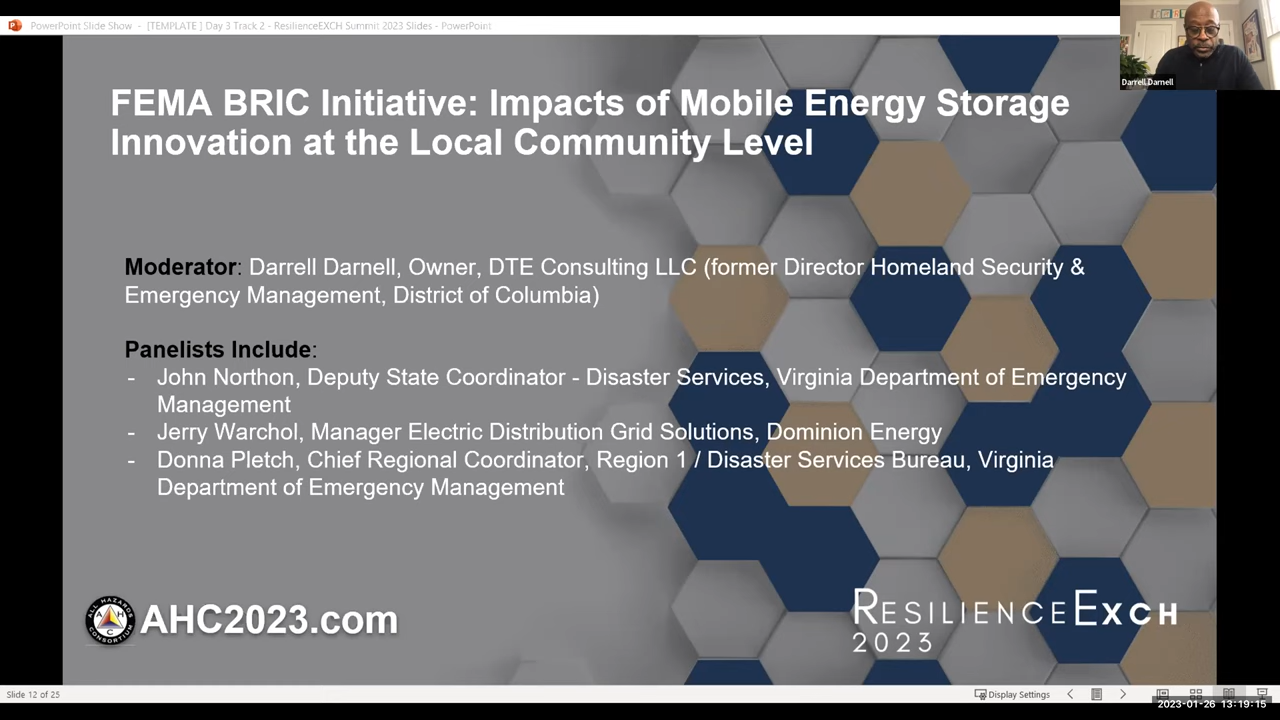 PowerPoint Slide Show - [TEMPLATE ] Day 3 Track 2 - ResilienceEXCH Summit 2023 Slides - PowerPoint
Darrell Darnell
FEMA BRIC Initiative: Impacts of Mobile Energy Storage
Innovation at the Local Community Level
Moderator: Darrell Darnell, Owner, DTE Consulting LLC (former Director Homeland Security &
Emergency Management, District of Columbia)
Panelists Include:
- John Northon, Deputy State Coordinator - Disaster Services, Virginia Department of Emergency
Management
- Jerry Warchol, Manager Electric Distribution Grid Solutions, Dominion Energy
- Donna Pletch, Chief Regional Coordinator, Region 1 / Disaster Services Bureau, Virginia
Department of Emergency Management
ALL HAZARDS
CONSORTIUM
AHC2023.com
RESILIENCEEXCH
2023
Slide 12 of 25
Display Settings
2023-01-26 13:19:15